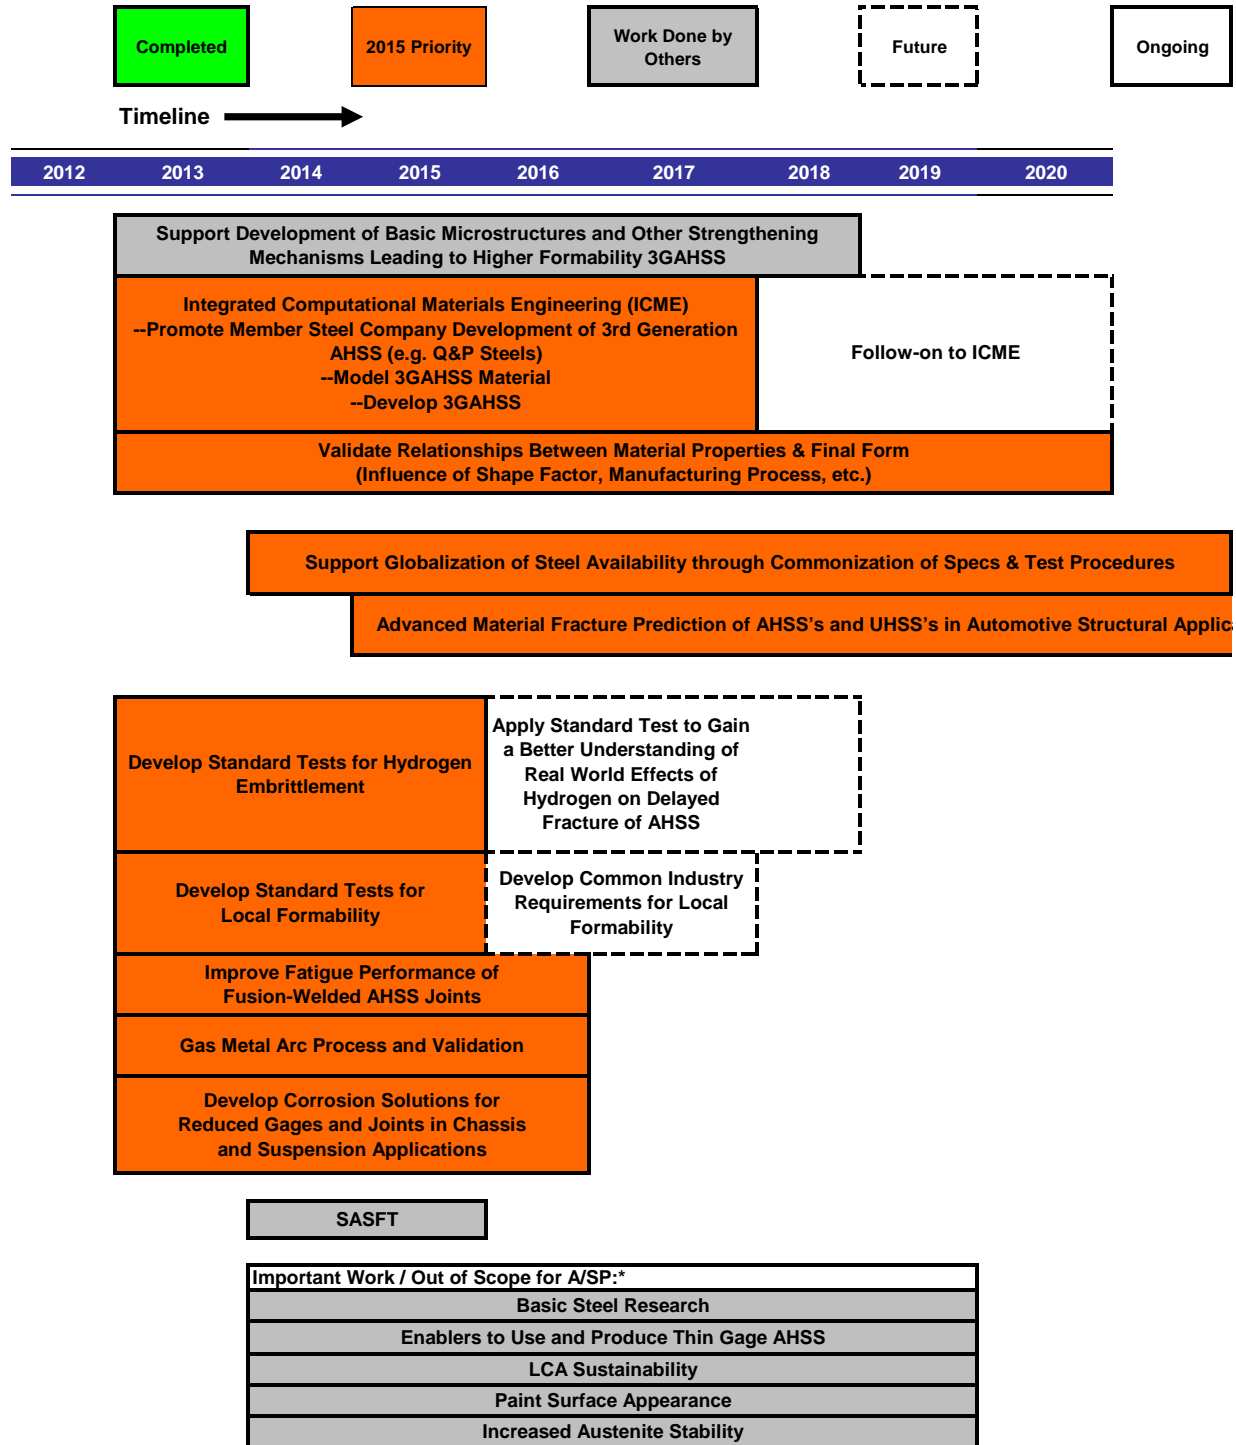 Completed
2015 Priority
Work Done by
Others
Future
Ongoing
Timeline
2012 2013 2014 2015 2016 2017 2018 2019 2020
Support Development of Basic Microstructures and Other Strengthening
Mechanisms Leading to Higher Formability 3GAHSS
Integrated Computational Materials Engineering (ICME)
--Promote Member Steel Company Development of 3rd Generation
AHSS (e.g. Q&P Steels)
--Model 3GAHSS Material
--Develop 3GAHSS
Follow-on to ICME
Validate Relationships Between Material Properties & Final Form
(Influence of Shape Factor, Manufacturing Process, etc.)
Support Globalization of Steel Availability through Commonization of Specs & Test Procedures
Advanced Material Fracture Prediction of AHSS's and UHSS's in Automotive Structural
Develop Standard Tests for Hydrogen
Embrittlement
Apply Standard Test to Gain
a Better Understanding of
Real World Effects of
Hydrogen on Delayed
Fracture of AHSS
Develop Standard Tests for
Local Formability
Develop Common Industry
Requirements for Local
Formability
Improve Fatigue Performance of
Fusion-Welded AHSS Joints
Gas Metal Arc Process and Validation
Develop Corrosion Solutions for
Reduced Gages and Joints in Chassis
and Suspension Applications
SASFT
Important Work / Out of Scope for A/SP:*
Basic Steel Research
Enablers to Use and Produce Thin Gage AHSS
LCA Sustainability
Paint Surface Appearance
Increased Austenite Stability